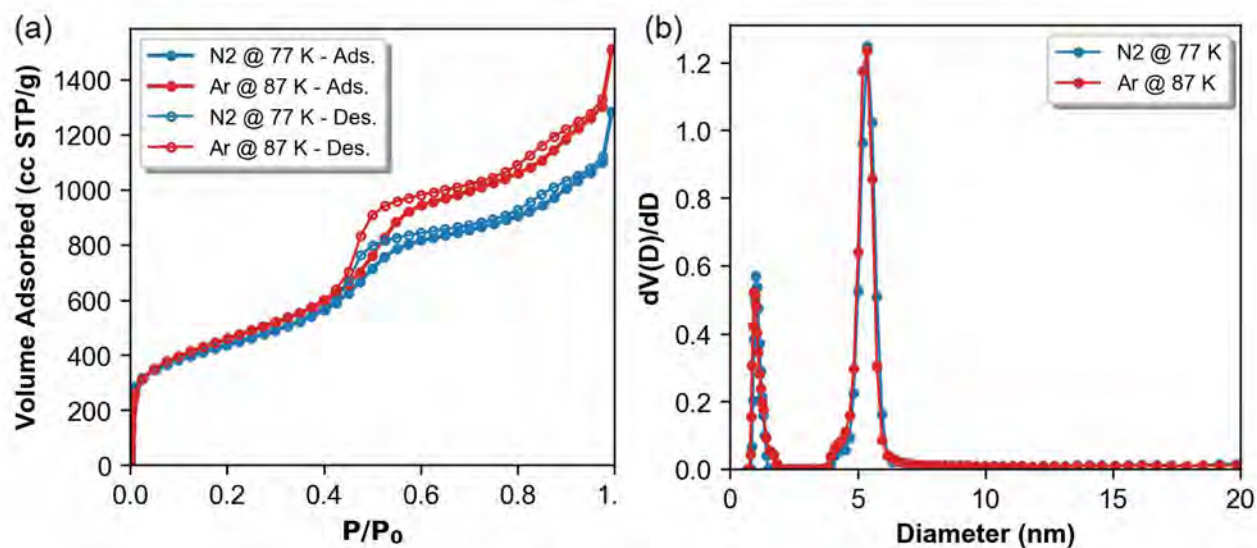 (a)
N2 @ 77 K - Ads.
Ar @ 87 K - Ads.
N2 @ 77 K - Des.
Ar @ 87 K - Des.
Volume Adsorbed (cc STP/g)
1400
1200
1000
800
600
400
200
0
0.0 0.2 0.4 0.6 0.8 1.
P/P₀
(b)
N2 @ 77 K
Ar @ 87 K
dV(D)/dD
1.2
1.0
0.8
0.6
0.4
0.2
0.0
0 5 10 15 20
Diameter (nm)